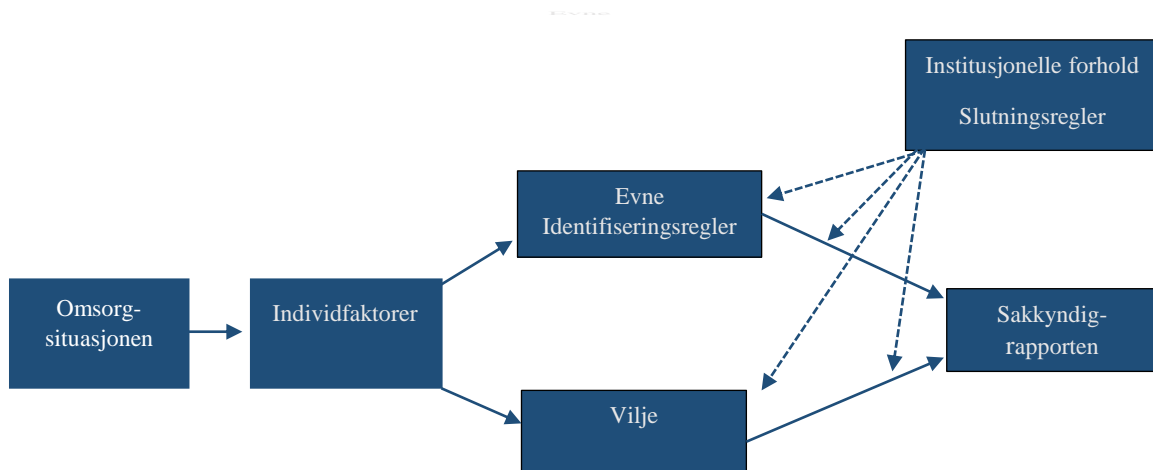 Institusjonelle forhold
Slutningsregler
Evne
Identifiseringsregler
Omsorg-
situasjonen
Individfaktorer
Sakkyndig-
rapporten
Vilje